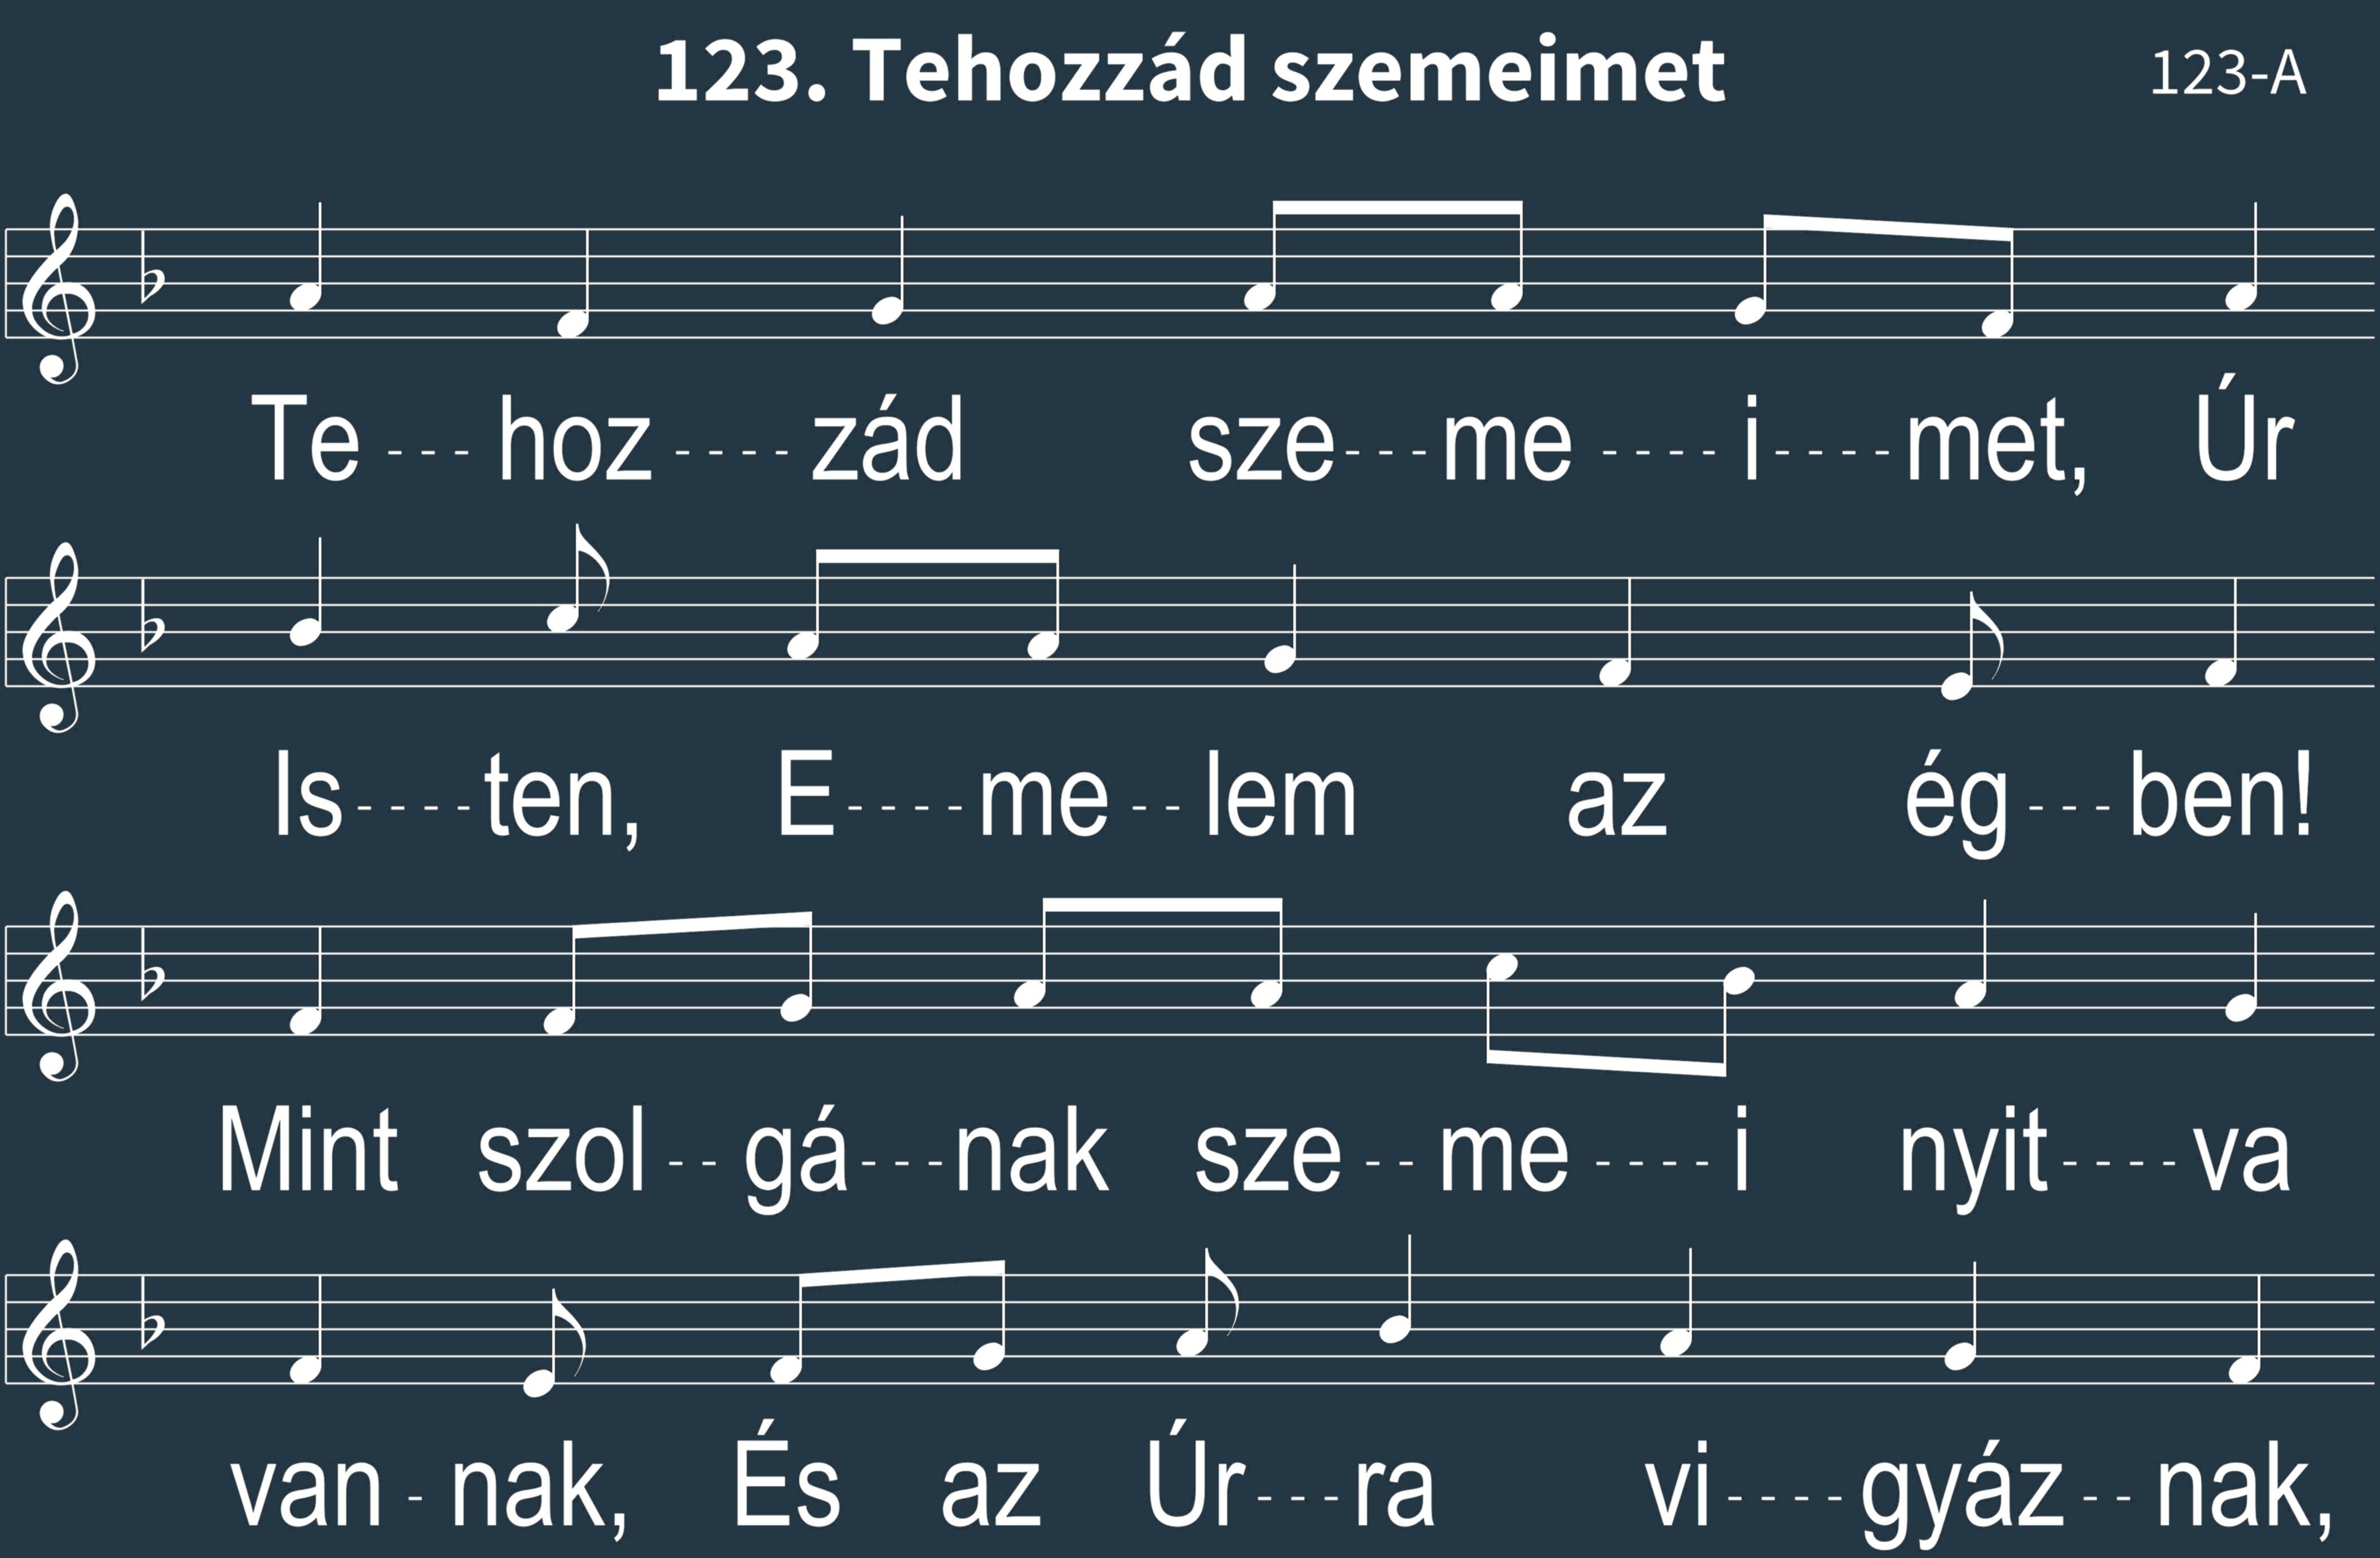 123. Tehozzád szemeimet 123-A
Te---hoz----zád sze---me----i----met, Úr
Is----ten, E----me--lem az ég---ben!
Mint szol--gá---nak sze--me----i nyit----va
van-nak, És az Úr---ra vi----gyáz--nak,